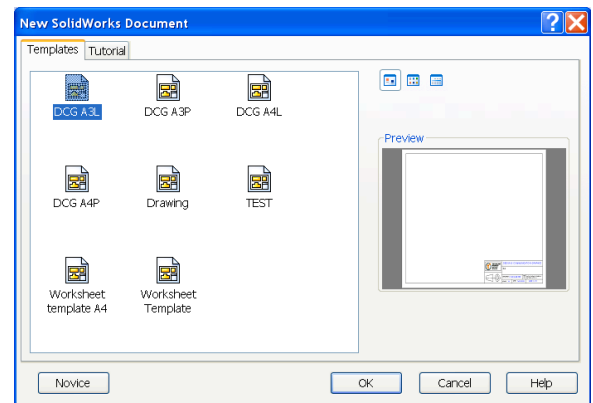 New SolidWorks Document
Templates
Tutorial
DCG A3L
DCG A3P
DCG A4L
Preview
DCG A4P
Drawing
TEST
Worksheet
template A4
Worksheet
Template
Novice
OK
Cancel
Help